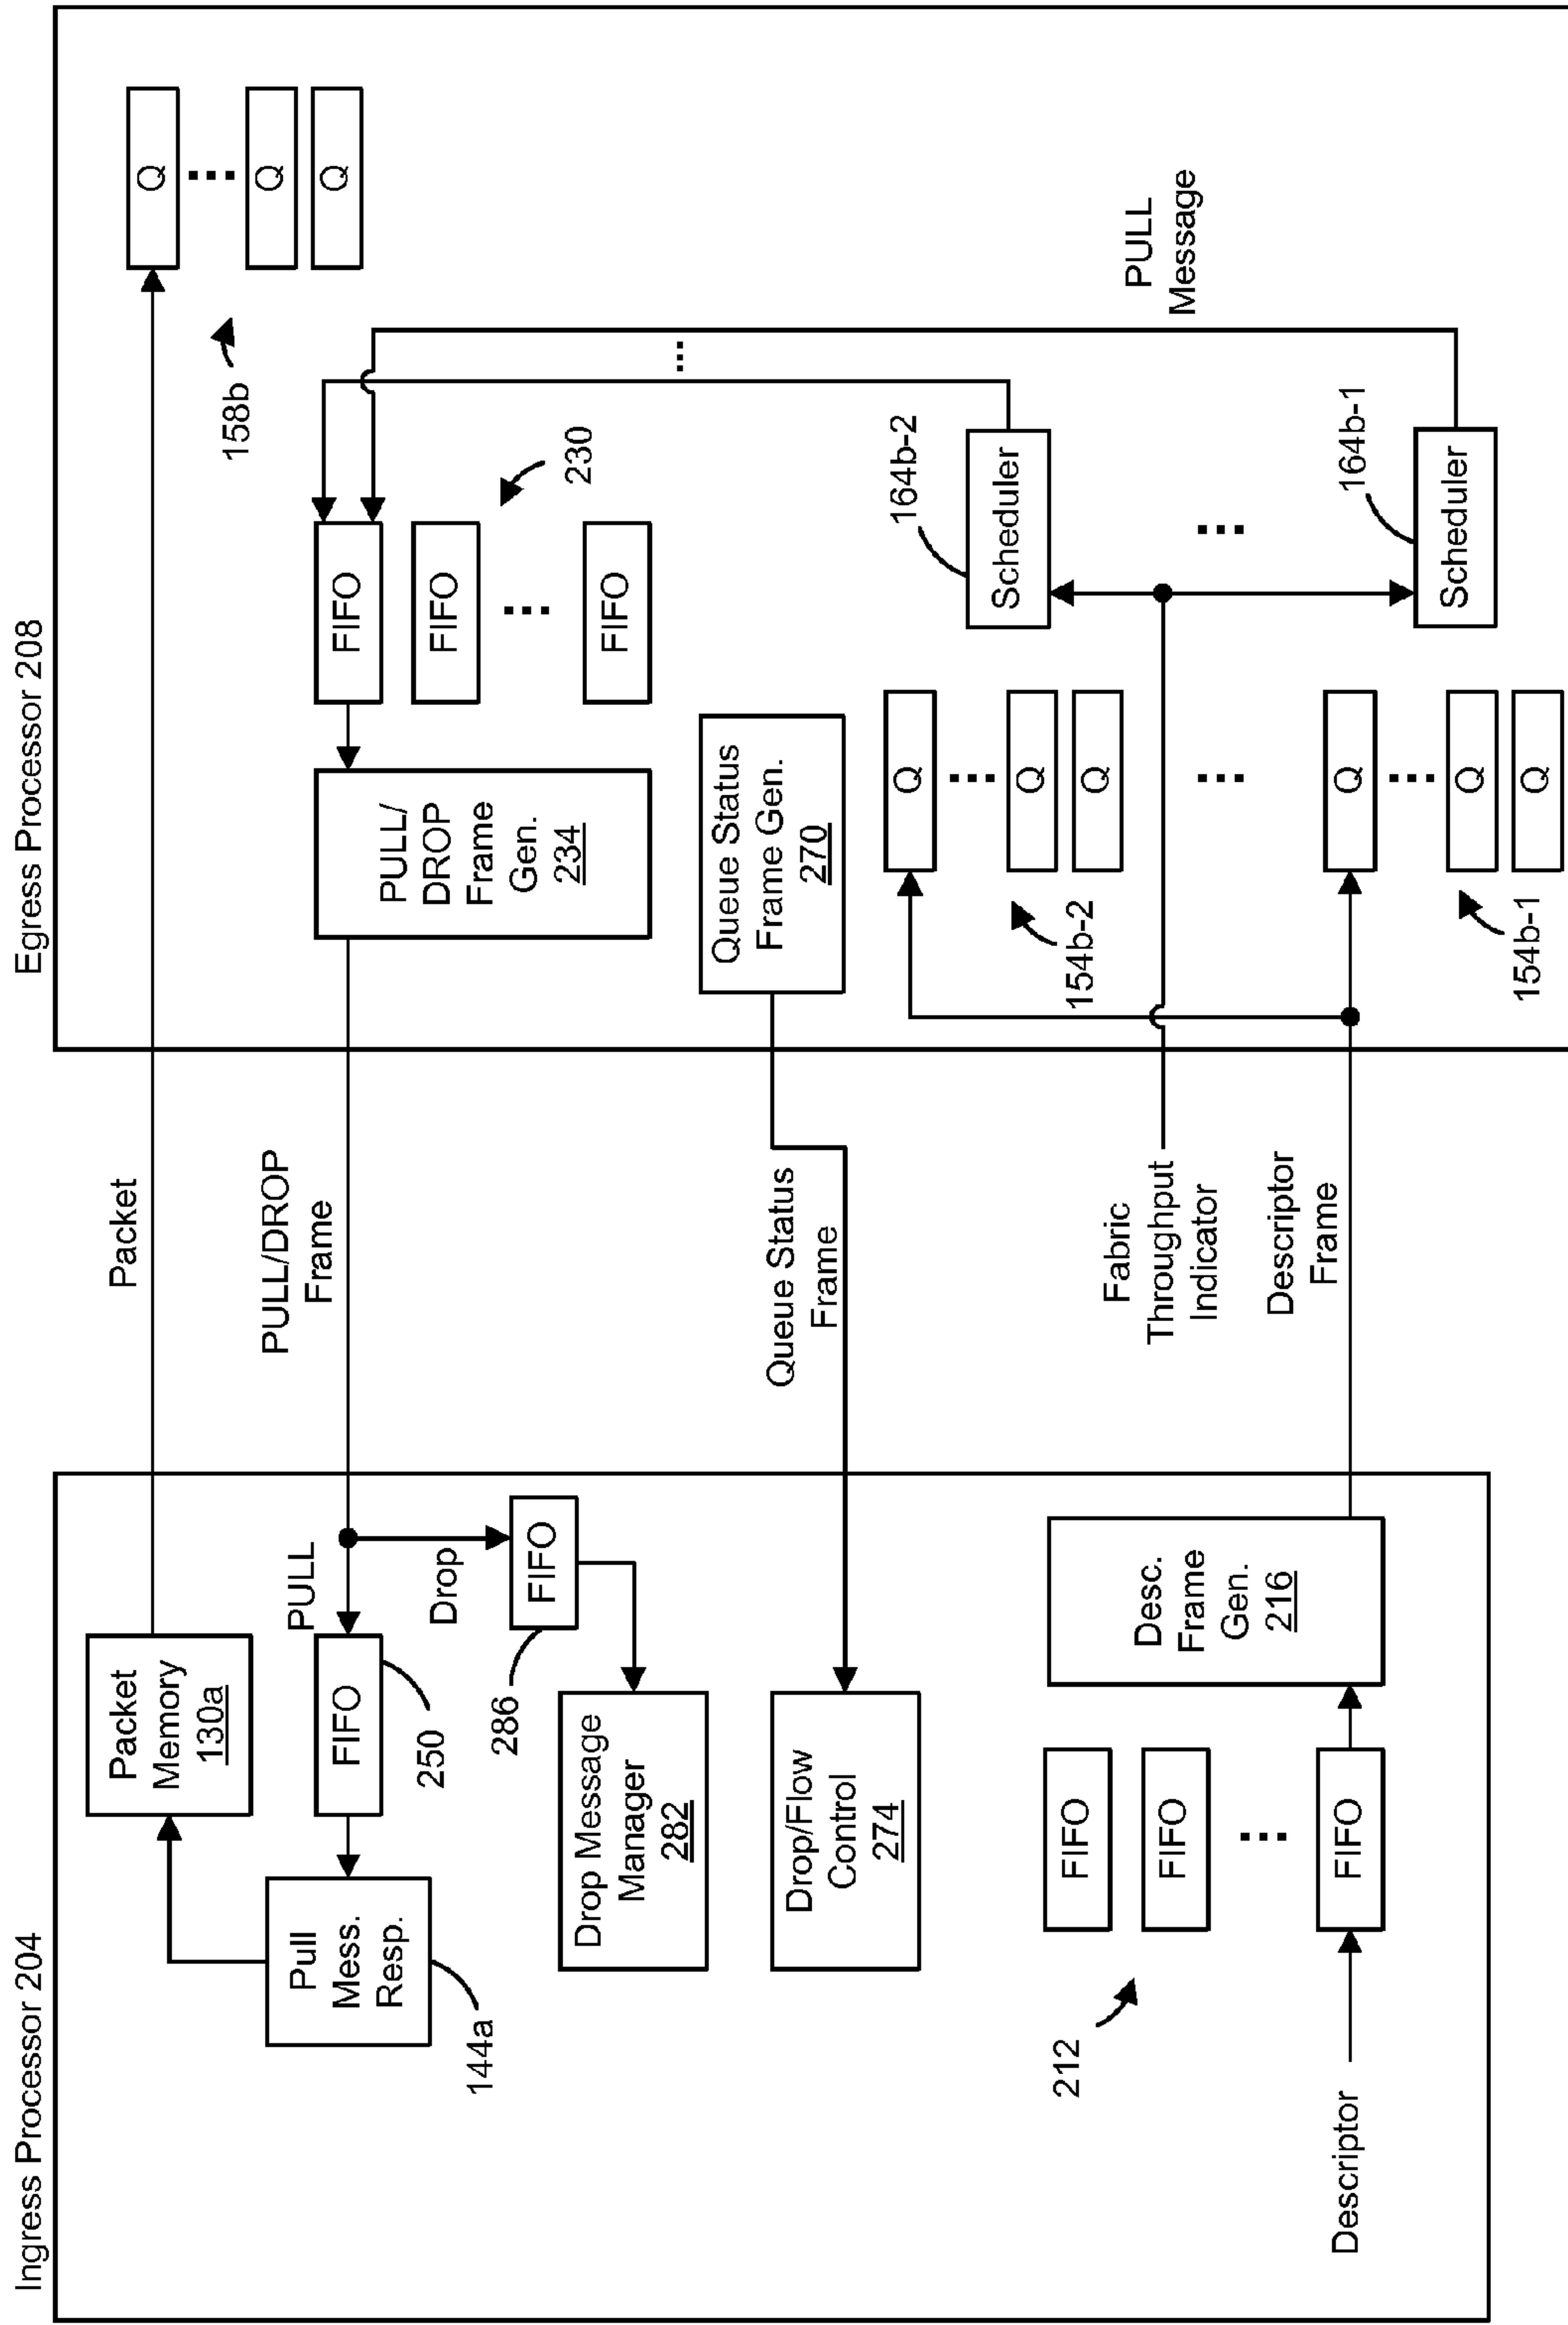 Ingress Processor 204
Egress Processor 208
Packet
Memory
130a
Packet
Q
Q
Q
158b
Pull
Mess.
Resp.
144a
FIFO
250
PULL
Drop
FIFO
286
PULL/DROP
Frame
PULL/
DROP
Frame
Gen.
234
FIFO
FIFO
FIFO
230
Drop Message
Manager
282
Drop/Flow
Control
274
Queue Status
Frame
Queue Status
Frame Gen.
270
PULL
Message
Q
Q
Q
154b-2
Scheduler
164b-2
Fabric
Throughput
Indicator
212
FIFO
FIFO
FIFO
Descriptor
Desc.
Frame
Gen.
216
Descriptor
Frame
Q
Q
Q
154b-1
Scheduler
164b-1